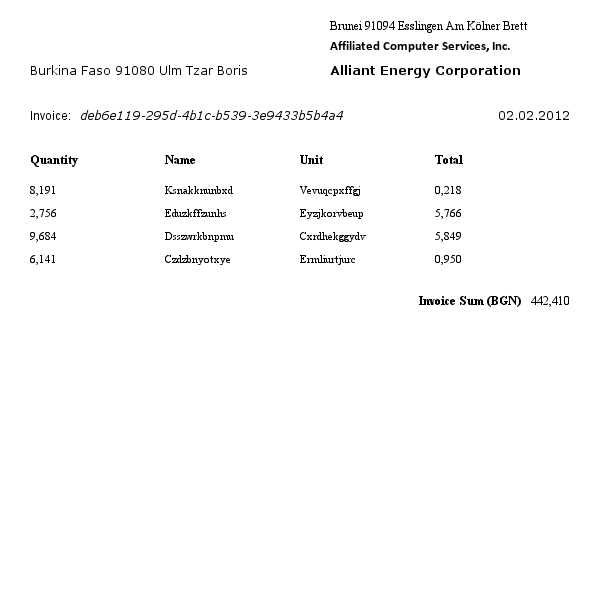 Brunei 91094 Esslingen Am Kölner Brett
Affiliated Computer Services, Inc.
Burkina Faso 91080 Ulm Tzar Boris Alliant Energy Corporation
Invoice: deb6e119-295d-4b1c-b539-3e9433b5b4a4 02.02.2012
Quantity Name Unit Total
8,191 Ksnakknunbxd Vevuqcpxffgj 0,218
2,756 Eduzkffzunhs Eyzjkorvbeup 5,766
9,684 Dsszwrkbnpmu Cxrdhekggydv 5,849
6,141 Czdzbnyotxye Ermliurtjurc 0,950
Invoice Sum (BGN) 442,410